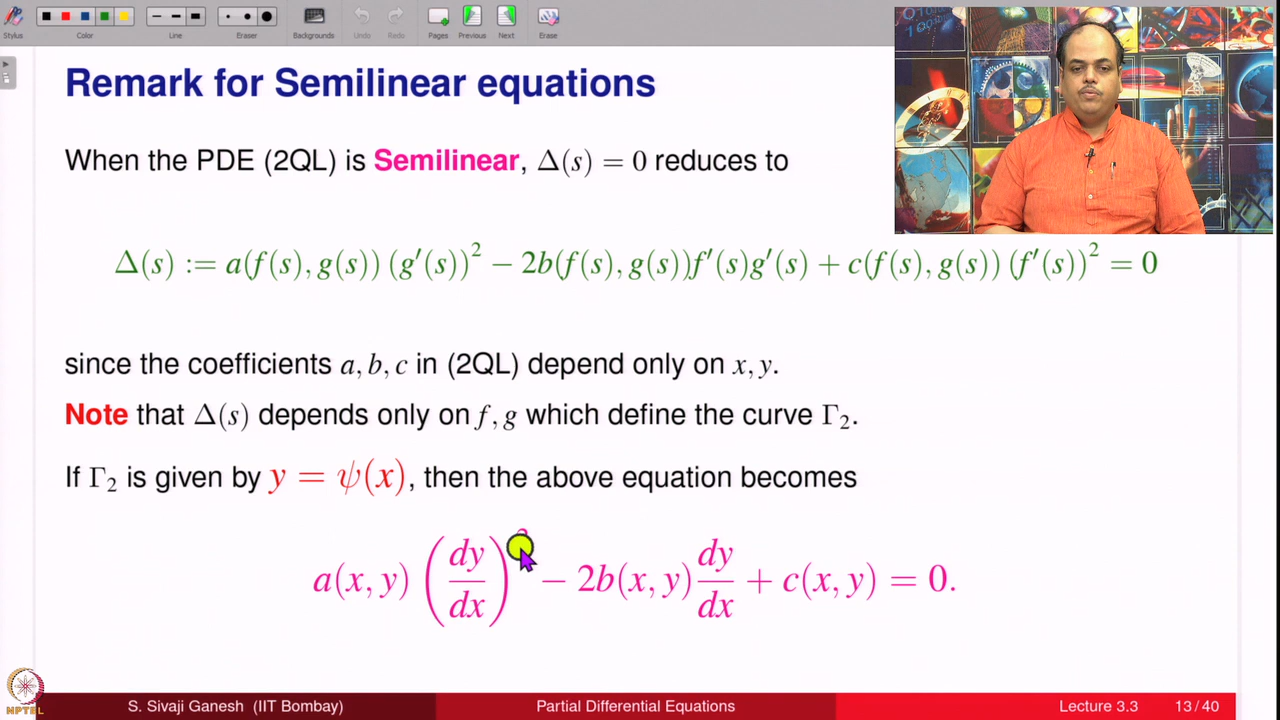 Stylus
Color
Line
Eraser
Backgrounds
Undo
Redo
Pages
Previous
Next
Erase
Remark for Semilinear equations
When the PDE (2QL) is Semilinear, Δ(s) = 0 reduces to
Δ(s) := a(f(s), g(s)) (g′(s))² − 2b(f(s), g(s))f′(s)g′(s) + c(f(s), g(s)) (f′(s))² = 0
since the coefficients a, b, c in (2QL) depend only on x, y.
Note that Δ(s) depends only on f, g which define the curve Γ₂.
If Γ₂ is given by y = ψ(x), then the above equation becomes
a(x, y) (dy/dx)² − 2b(x, y) dy/dx + c(x, y) = 0.
NPTEL
S. Sivaji Ganesh (IIT Bombay)
Partial Differential Equations
Lecture 3.3
13 / 40